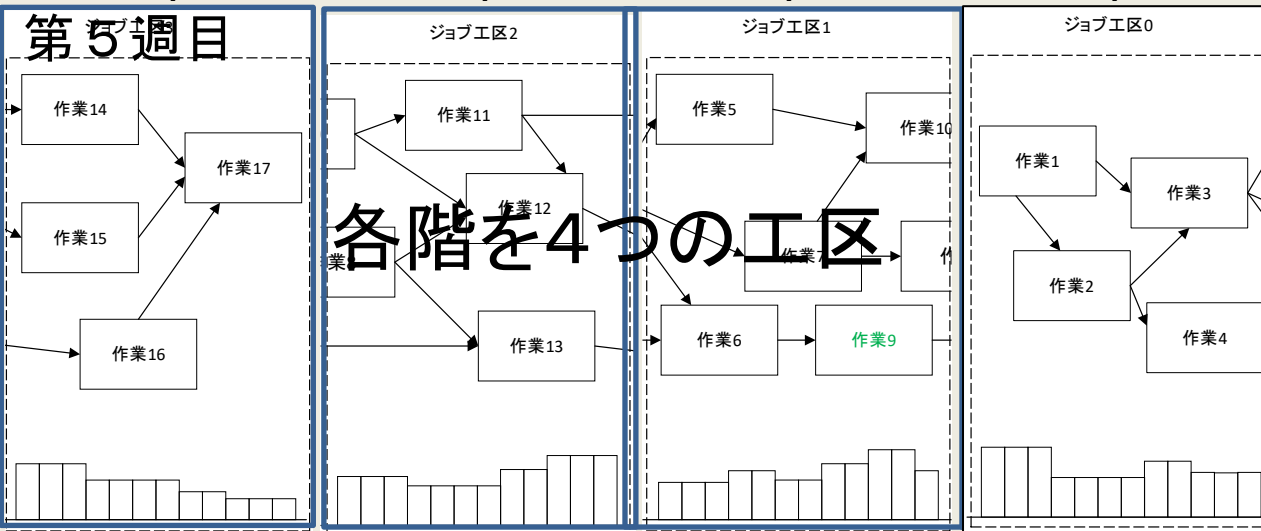 第５週目
ジョブ工区2
ジョブ工区1
ジョブ工区0
作業14
作業17
作業15
作業16
作業11
作業12
作業13
作業5
作業10
作業7
作業6
作業9
作業1
作業3
作業2
作業4
各階を4つの工区